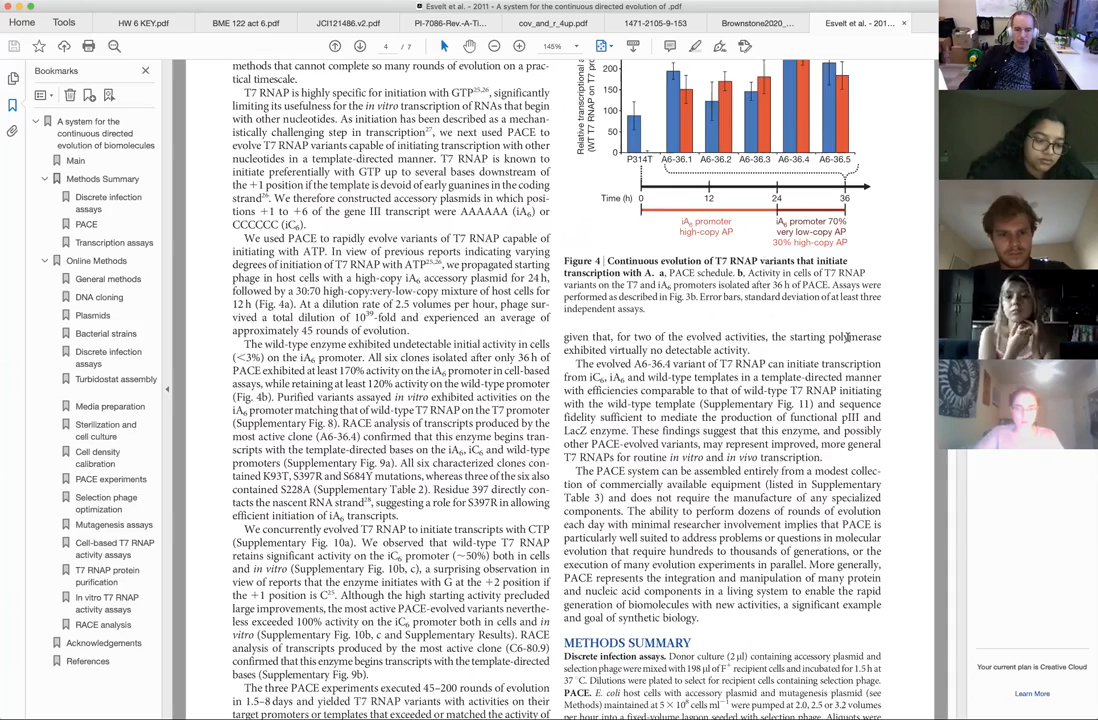 Esvelt et al. - 2011 - A system for the continuous directed evolution of .pdf
Home Tools HW 6 KEY.pdf BME 122 act 6.pdf JCI121486.v2.pdf PI-7086-Rev.-A-Ti... cov_and_r_4up.pdf 1471-2105-9-153 Brownstone2020_... Esvelt et al. - 201... ×
4 / 7 145%
Bookmarks
A system for the
continuous directed
evolution of biomolecules
Main
Methods Summary
Discrete infection
assays
PACE
Transcription assays
Online Methods
General methods
DNA cloning
Plasmids
Bacterial strains
Discrete infection
assays
Turbidostat assembly
Media preparation
Sterilization and
cell culture
Cell density
calibration
PACE experiments
Selection phage
optimization
Mutagenesis assays
Cell-based T7 RNAP
activity assays
T7 RNA protein
purification
In vitro T7 RNAP
activity assays
RACE analysis
Acknowledgements
References
methods that cannot complete so many rounds of evolution on a prac-
tical timescale.
T7 RNAP is highly specific for initiation with GTP25,26, significantly
limiting its usefulness for the in vitro transcription of RNAs that begin
with other nucleotides. As initiation has been described as a mechan-
istically challenging step in transcription27, we next used PACE to
evolve T7 RNAP variants capable of initiating transcription with other
nucleotides in a template-directed manner. T7 RNAP is known to
initiate preferentially with GTP up to several bases downstream of
the +1 position if the template is devoid of early guanines in the coding
strand26. We therefore constructed accessory plasmids in which posi-
tions +1 to +6 of the gene III transcript were AAAAAA (iA6) or
CCCCCC (iC6).
We used PACE to rapidly evolve variants of T7 RNAP capable of
initiating with ATP. In view of previous reports indicating varying
degrees of initiation of T7 RNAP with ATP25,26, we propagated starting
phage in host cells with a high-copy iA6 accessory plasmid for 24 h,
followed by a 30:70 high-copy:very-low-copy mixture of host cells for
12 h (Fig. 4a). At a dilution rate of 2.5 volumes per hour, phage sur-
vived a total dilution of 10^39-fold and experienced an average of
approximately 45 rounds of evolution.
The wild-type enzyme exhibited undetectable initial activity in cells
(<3%) on the iA6 promoter. All six clones isolated after only 36 h of
PACE exhibited at least 170% activity on the iA6 promoter in cell-based
assays, while retaining at least 120% activity on the wild-type promoter
(Fig. 4b). Purified variants assayed in vitro exhibited activities on the
iA6 promoter matching that of wild-type T7 RNAP on the T7 promoter
(Supplementary Fig. 8). RACE analysis of transcripts produced by the
most active clone (A6-36.4) confirmed that this enzyme begins tran-
scripts with the template-directed bases on the iA6, iC6 and wild-type
promoters (Supplementary Fig. 9a). All six characterized clones con-
tained K93T, S397R and S684Y mutations, whereas three of the six also
contained S228A (Supplementary Table 2). Residue 397 directly con-
tacts the nascent RNA strand28, suggesting a role for S397R in allowing
efficient initiation of iA6 transcripts.
We concurrently evolved T7 RNAP to initiate transcripts with CTP
(Supplementary Fig. 10a). We observed that wild-type T7 RNAP
retains significant activity on the iC6 promoter (~50%) both in cells
and in vitro (Supplementary Fig. 10b, c), a surprising observation in
view of reports that the enzyme initiates with G at the +2 position if
the +1 position is C25. Although the high starting activity precluded
large improvements, the most active PACE-evolved variants neverthe-
less exceeded 100% activity on the iC6 promoter both in cells and in
vitro (Supplementary Fig. 10b, c and Supplementary Results). RACE
analysis of transcripts produced by the most active clone (C6-80.9)
confirmed that this enzyme begins transcripts with the template-directed
bases (Supplementary Fig. 9b).
The three PACE experiments executed 45–200 rounds of evolution
in 1.5–8 days and yielded T7 RNAP variants with activities on their
target promoters or templates that exceeded or matched the activity of
Relative transcriptional a
(WT T7 RNAP on T7 pro
200
150
100
50
0
P314T A6-36.1 A6-36.2 A6-36.3 A6-36.4 A6-36.5
Time (h) 0 12 24 36
iA6 promoter iA6 promoter 70%
high-copy AP very low-copy AP
30% high-copy AP
Figure 4 | Continuous evolution of T7 RNAP variants that initiate
transcription with A. a, PACE schedule. b, Activity in cells of T7 RNAP
variants on the T7 and iA6 promoters isolated after 36 h of PACE. Assays were
performed as described in Fig. 3b. Error bars, standard deviation of at least three
independent assays.
given that, for two of the evolved activities, the starting polymerase
exhibited virtually no detectable activity.
The evolved A6-36.4 variant of T7 RNAP can initiate transcription
from iC6, iA6 and wild-type templates in a template-directed manner
with efficiencies comparable to that of wild-type T7 RNAP initiating
with the wild-type template (Supplementary Fig. 11) and sequence
fidelity sufficient to mediate the production of functional pIII and
LacZ enzyme. These findings suggest that this enzyme, and possibly
other PACE-evolved variants, may represent improved, more general
T7 RNAPs for routine in vitro and in vivo transcription.
The PACE system can be assembled entirely from a modest collec-
tion of commercially available equipment (listed in Supplementary
Table 3) and does not require the manufacture of any specialized
components. The ability to perform dozens of rounds of evolution
each day with minimal researcher involvement implies that PACE is
particularly well suited to address problems or questions in molecular
evolution that require hundreds to thousands of generations, or the
execution of many evolution experiments in parallel. More generally,
PACE represents the integration and manipulation of many protein
and nucleic acid components in a living system to enable the rapid
generation of biomolecules with new activities, a significant example
and goal of synthetic biology.
METHODS SUMMARY
Discrete infection assays. Donor culture (2 μl) containing accessory plasmid and
selection phage were mixed with 198 μl of F+ recipient cells and incubated for 1.5 h at
37 °C. Dilutions were plated to select for recipient cells containing selection phage.
PACE. E. coli host cells with accessory plasmid and mutagenesis plasmid (see
Methods) maintained at 5 × 10^8 cells ml−1 were pumped at 2.0, 2.5 or 3.2 volumes
per hour into a fixed-volume lagoon seeded with selection phage. Aliquots were
Your current plan is Creative Cloud
Learn More